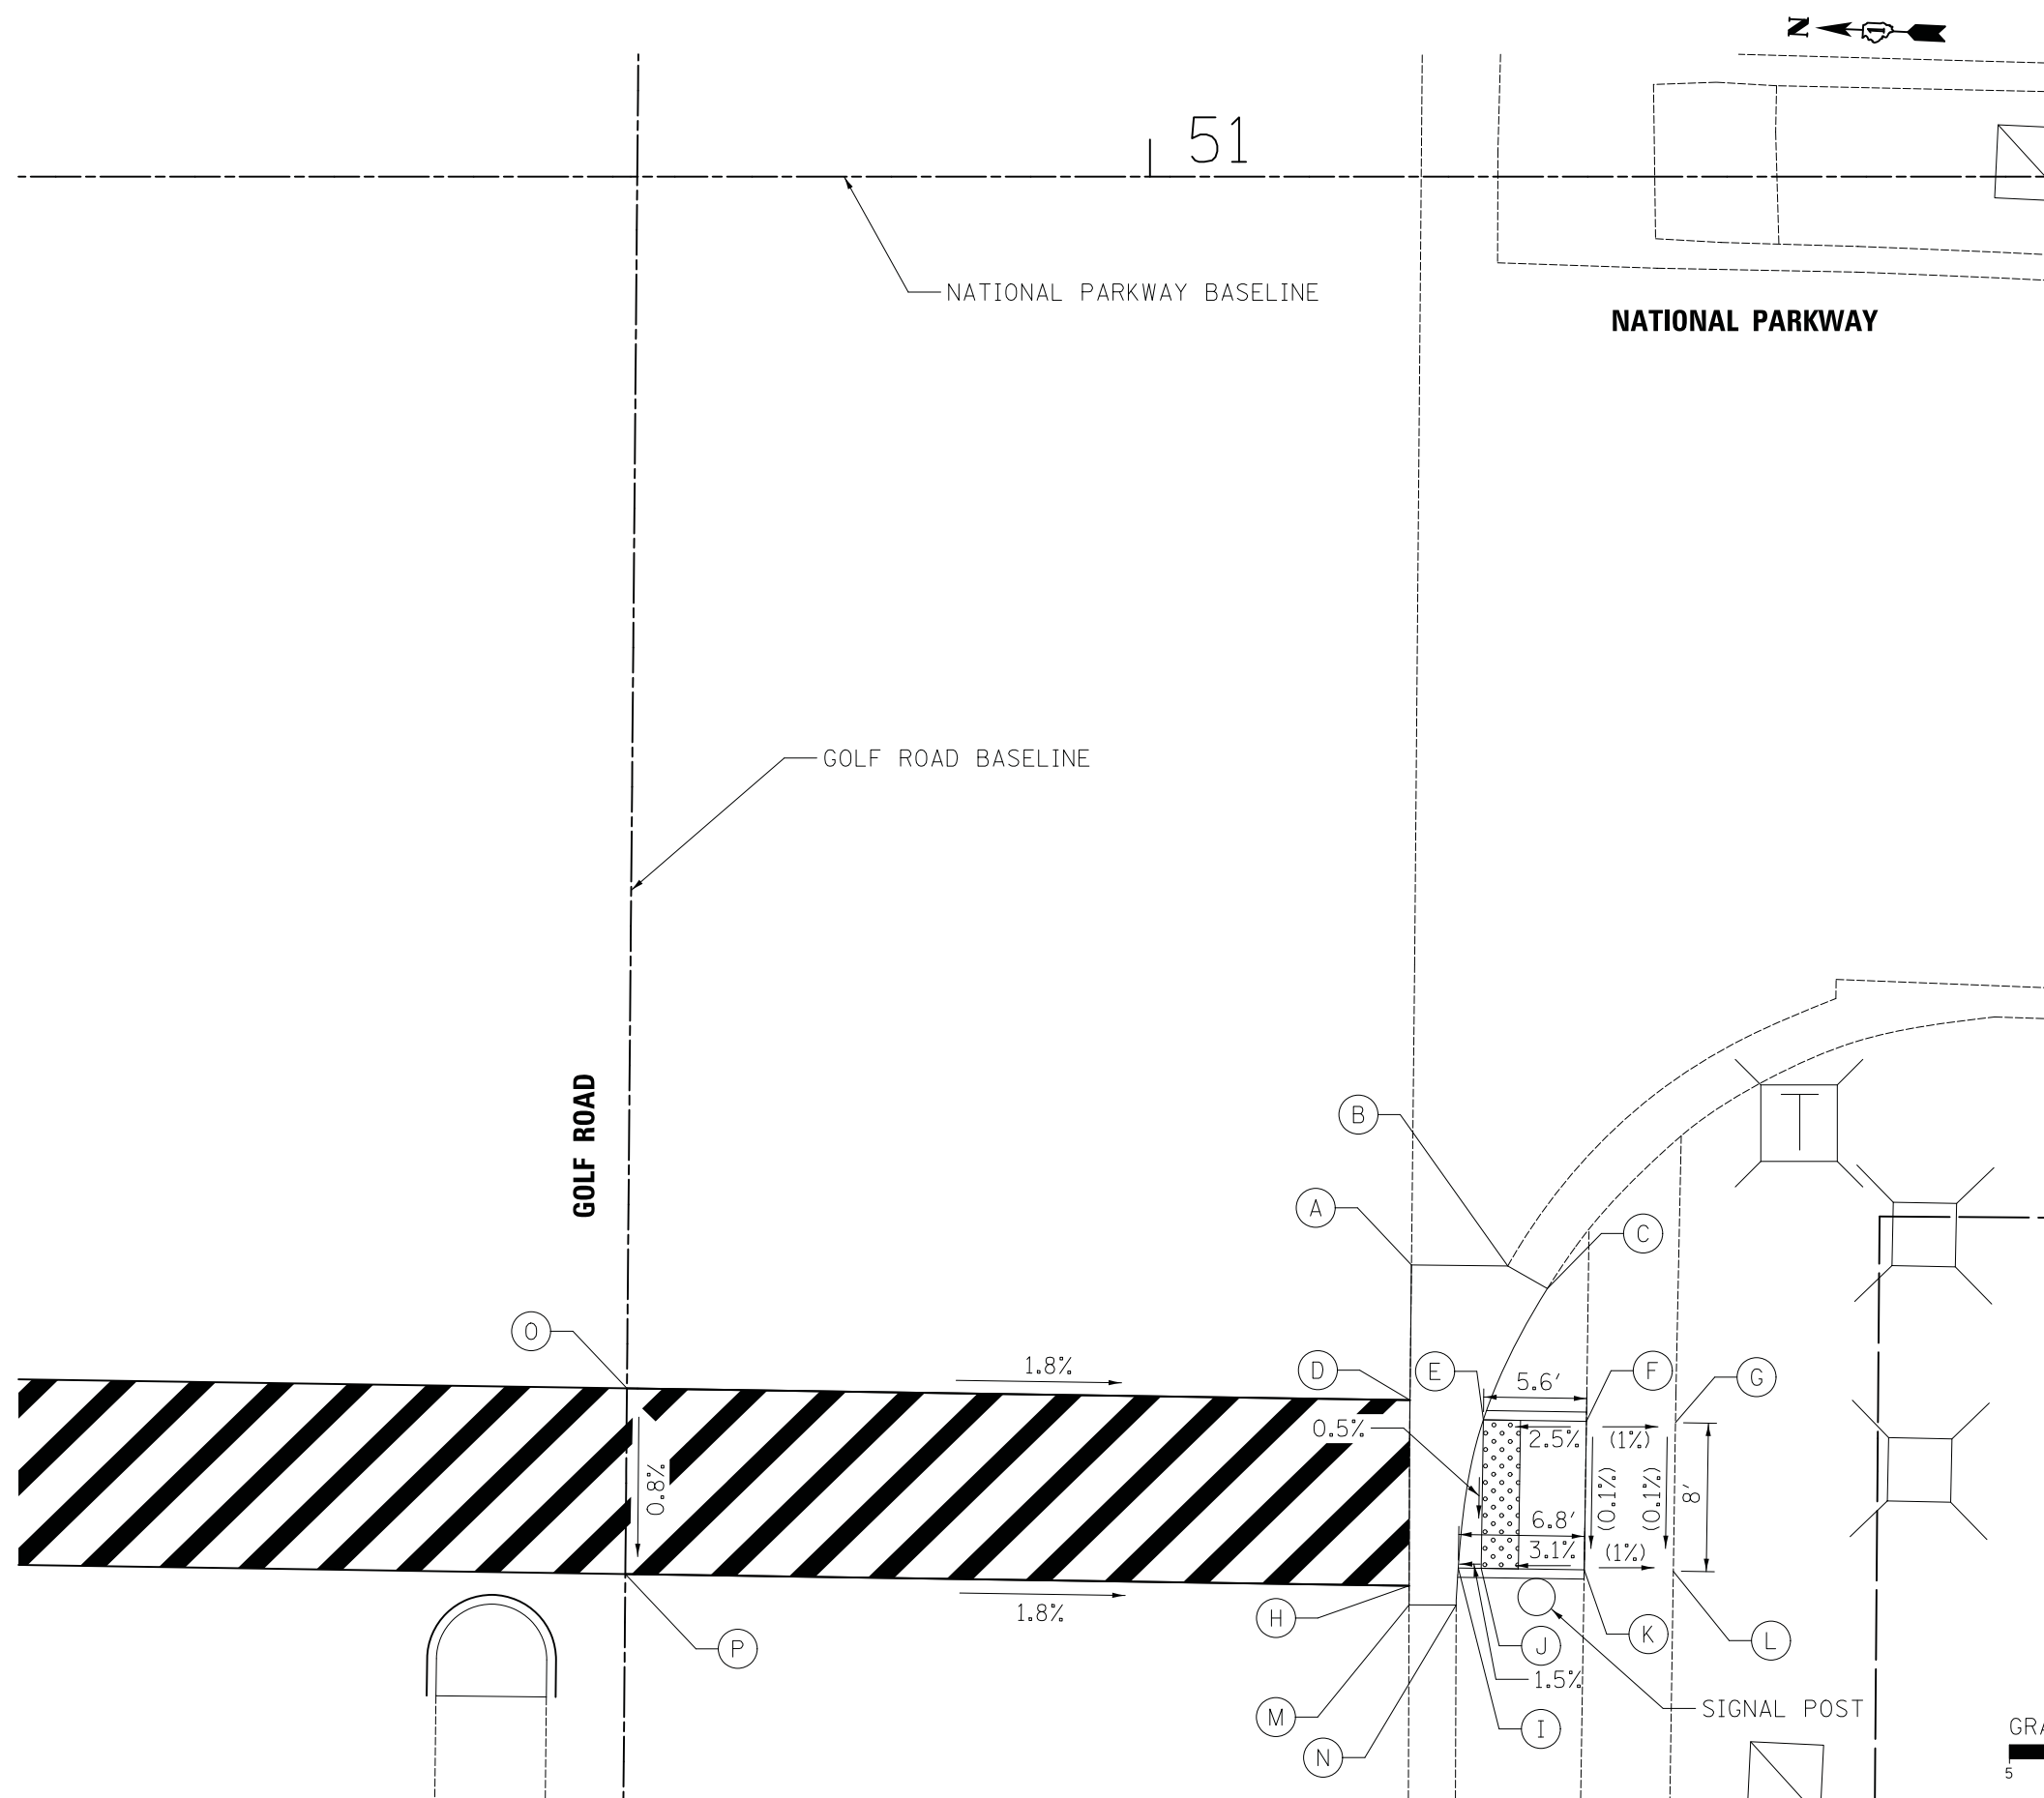 N
1
51
NATIONAL PARKWAY BASELINE
NATIONAL PARKWAY
GOLF ROAD BASELINE
GOLF ROAD
B
A
C
T
O
1.8%
D
E
5.6'
F
G
0.5%
2.5%
(1%)
0.8%
(0.1%)
(0.1%)
8'
6.8'
3.1%
(1%)
1.8%
H
P
J
K
L
1.5%
M
I
SIGNAL POST
N
GRA
5